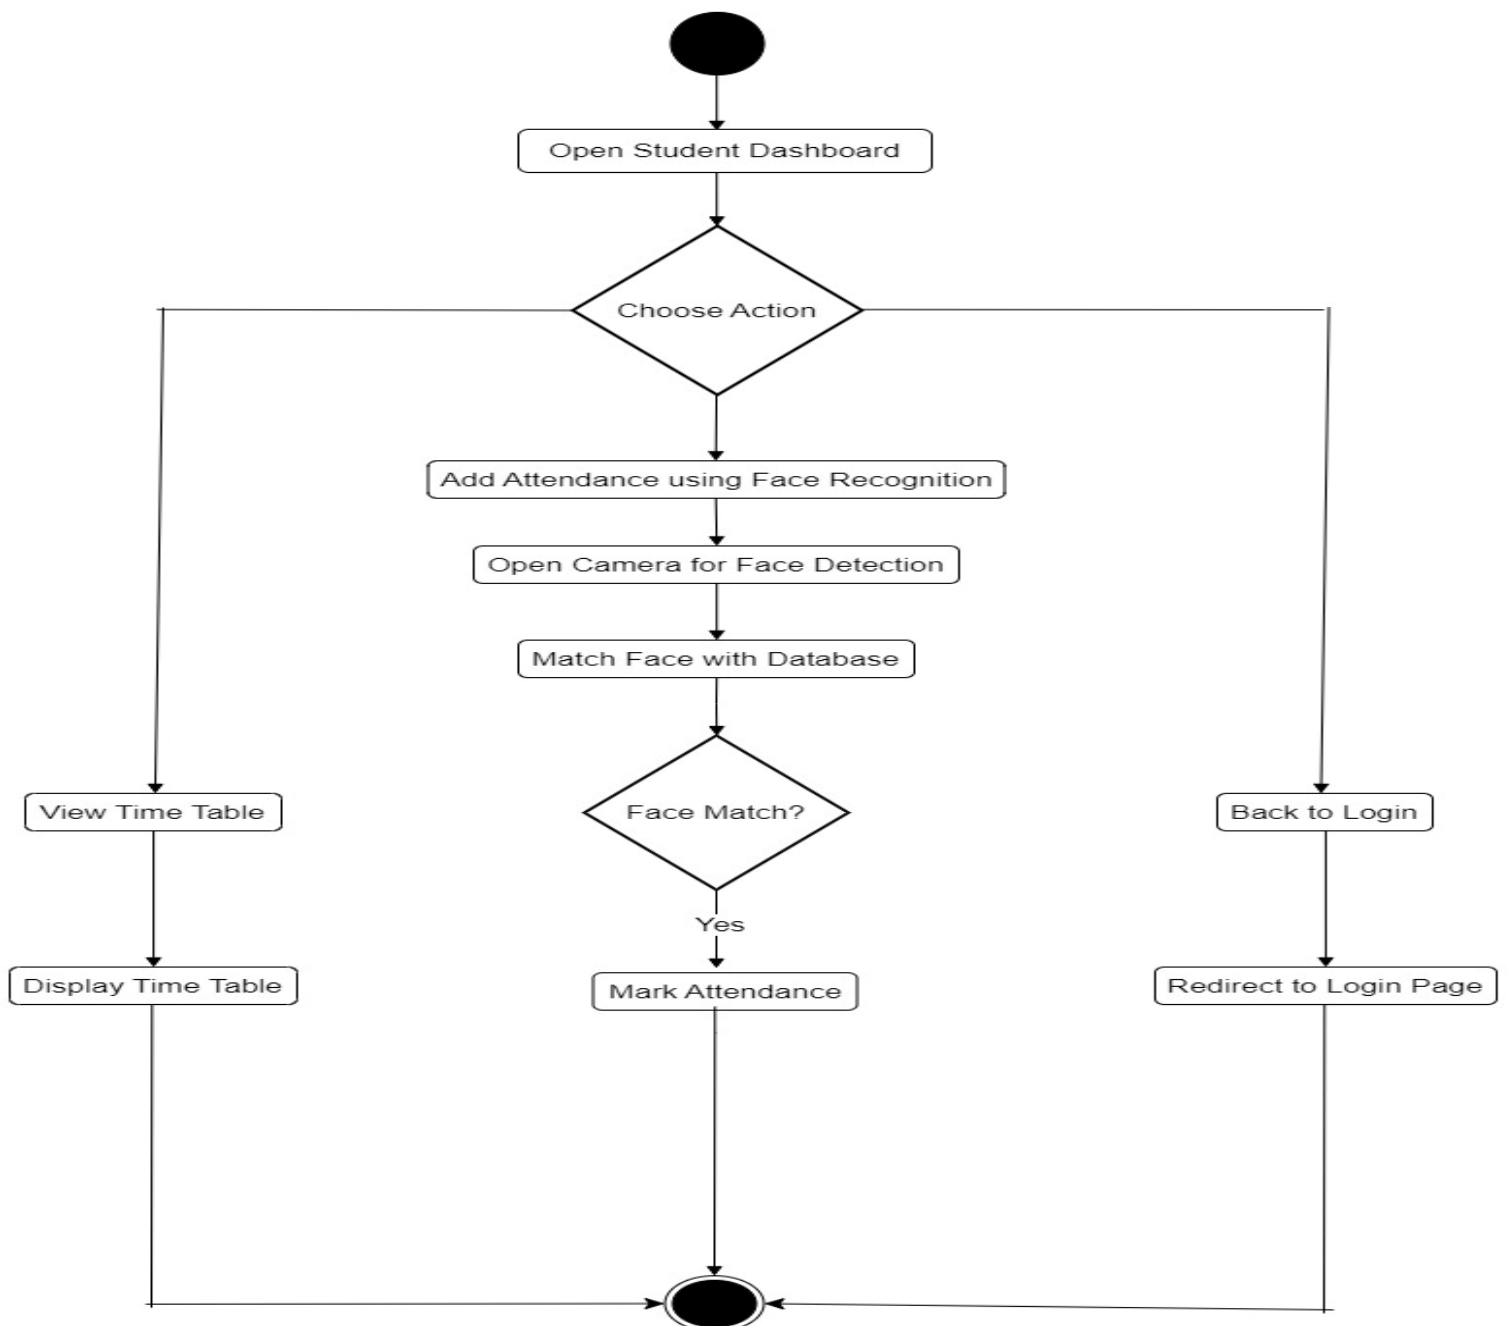 Open Student Dashboard
Choose Action
Add Attendance using Face Recognition
Open Camera for Face Detection
Match Face with Database
View Time Table
Face Match?
Back to Login
Yes
Display Time Table
Mark Attendance
Redirect to Login Page